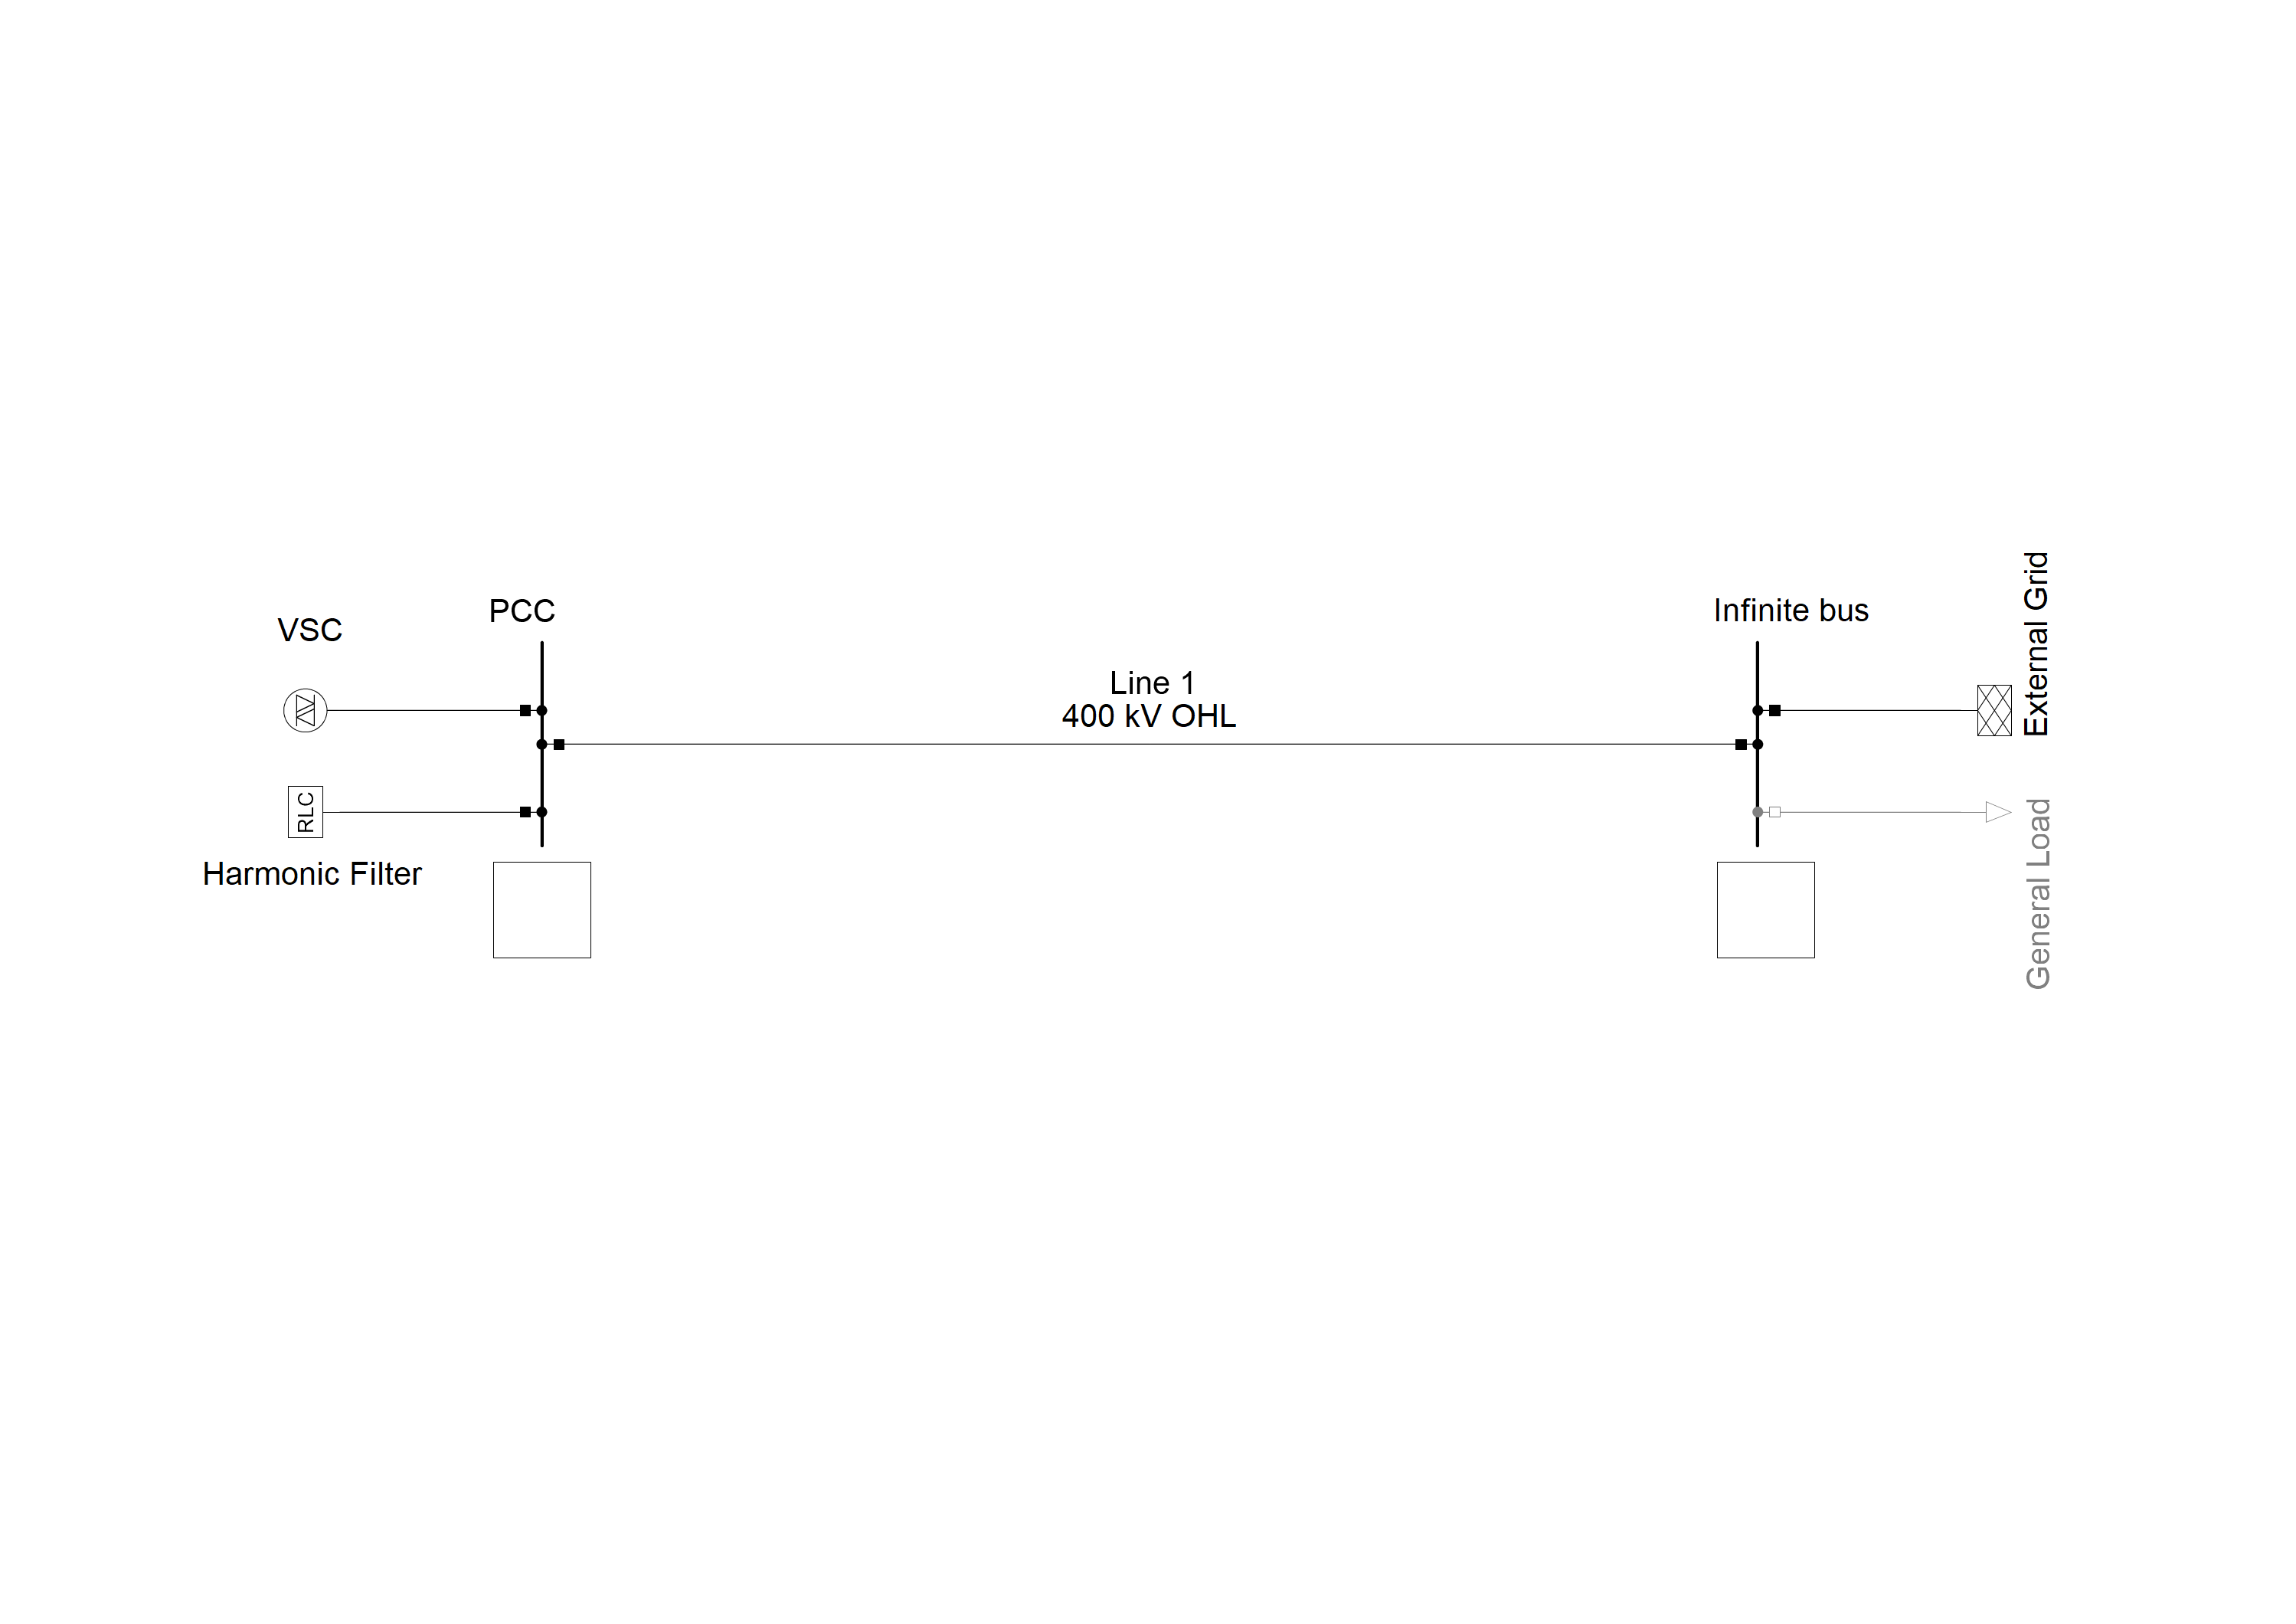 VSC
PCC
Line 1
400 kV OHL
Infinite bus
External Grid
RLC
Harmonic Filter
General Load